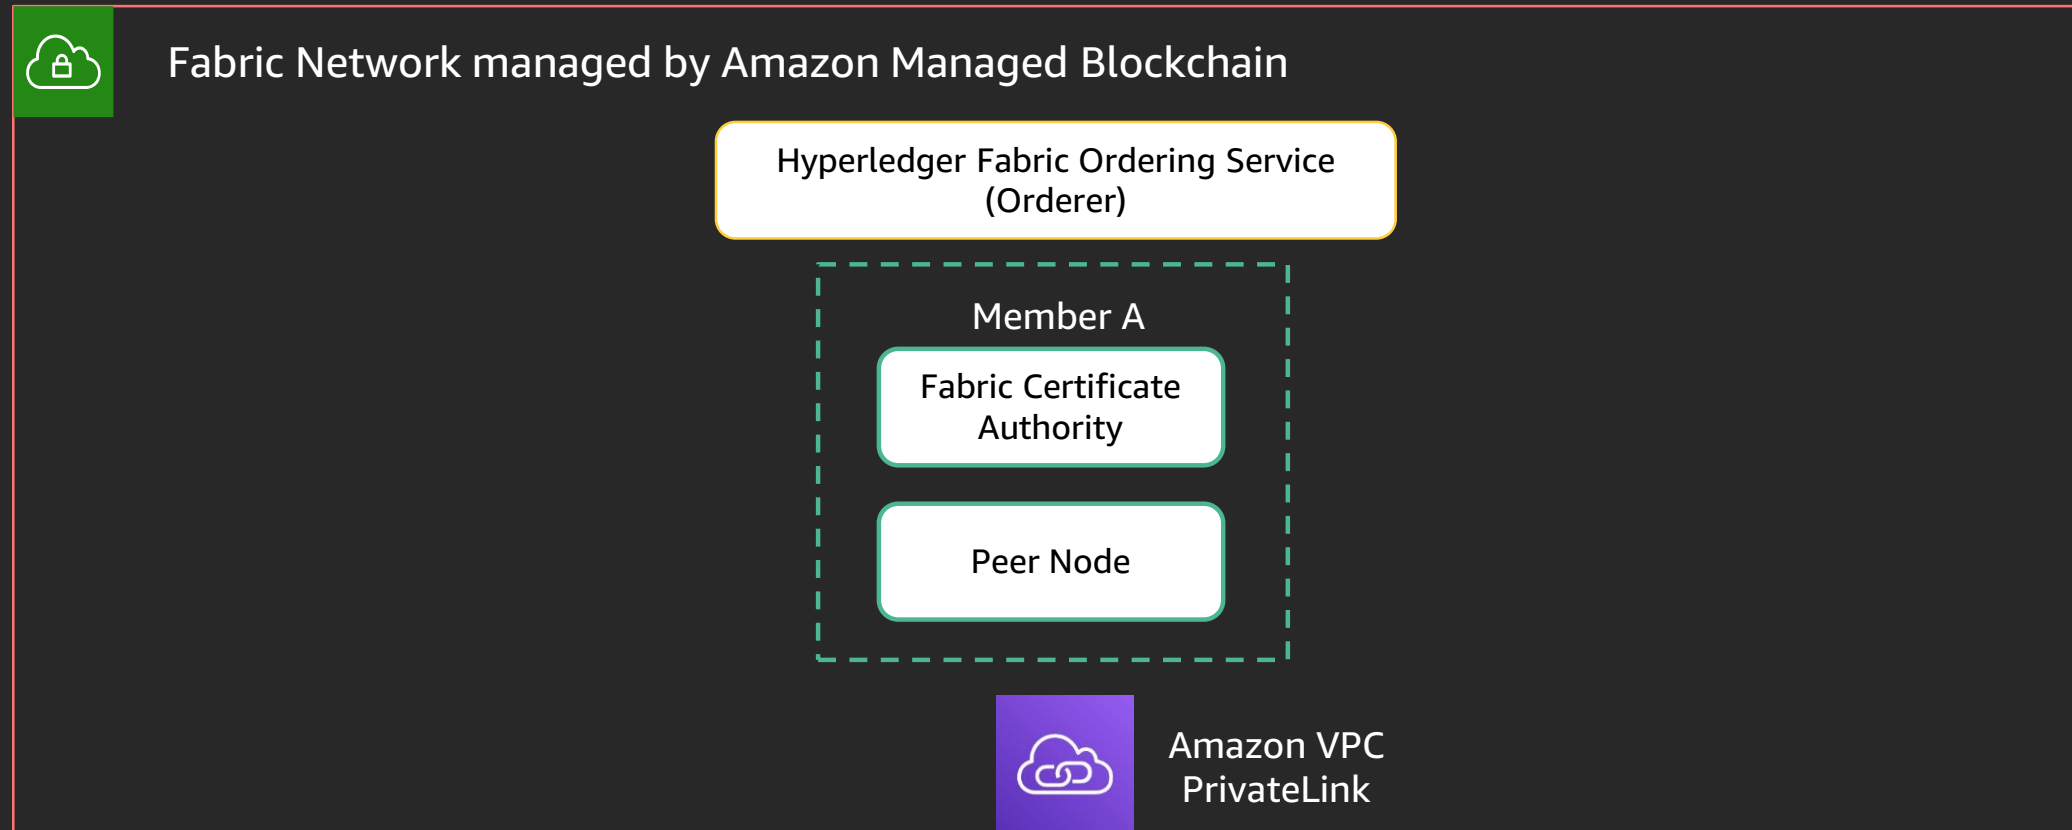 Fabric Network managed by Amazon Managed Blockchain
Hyperledger Fabric Ordering Service
(Orderer)
Member A
Fabric Certificate
Authority
Peer Node
Amazon VPC
PrivateLink